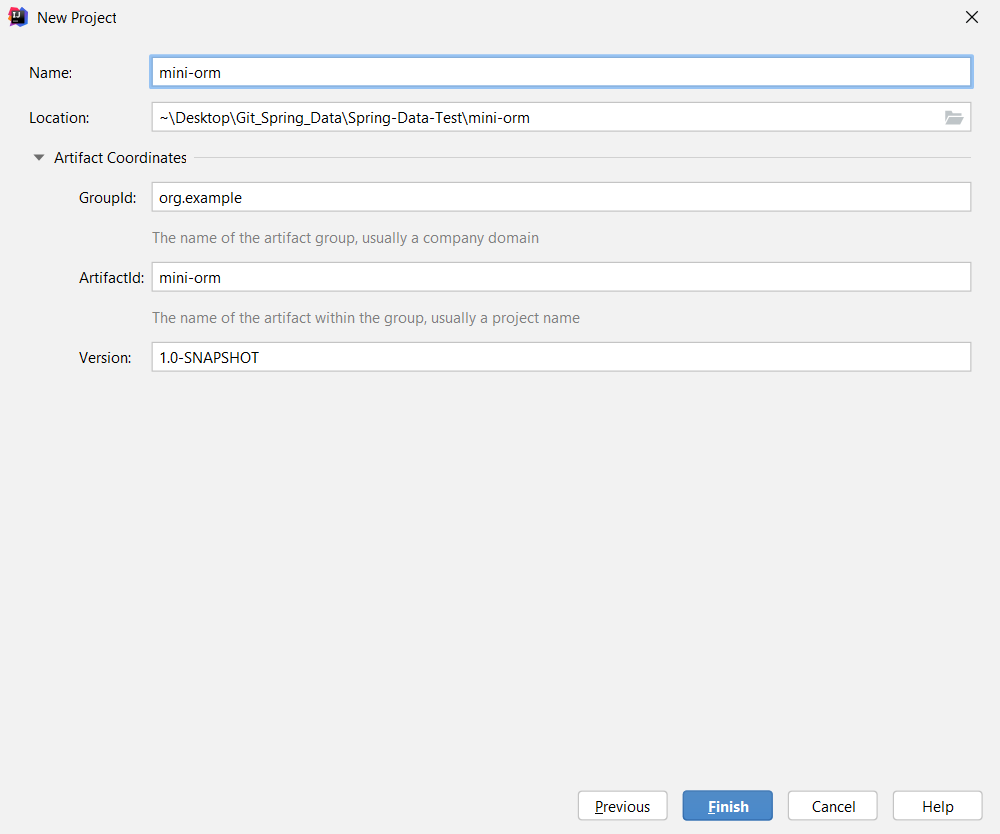 New Project
Name: mini-orm
Location: ~\Desktop\Git_Spring_Data\Spring-Data-Test\mini-orm
Artifact Coordinates
GroupId: org.example
The name of the artifact group, usually a company domain
ArtifactId: mini-orm
The name of the artifact within the group, usually a project name
Version: 1.0-SNAPSHOT
Previous Finish Cancel Help